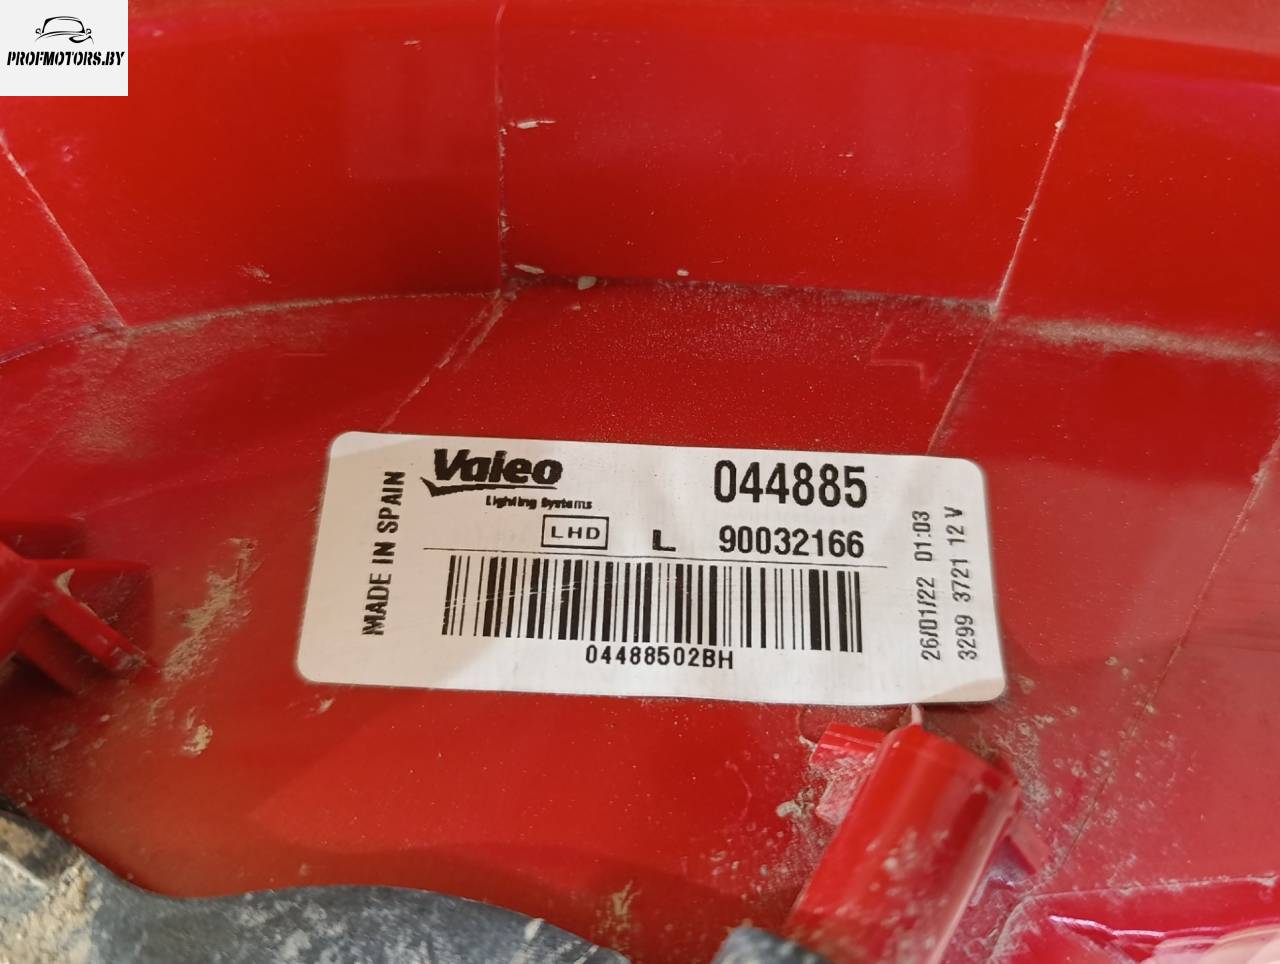 PROFMOTORS.BY
MADE IN SPAIN
Valeo
Lighting Systems
044885
LHD L 90032166
04488502BH
26/01/22 01:03
3299 3721 12 V